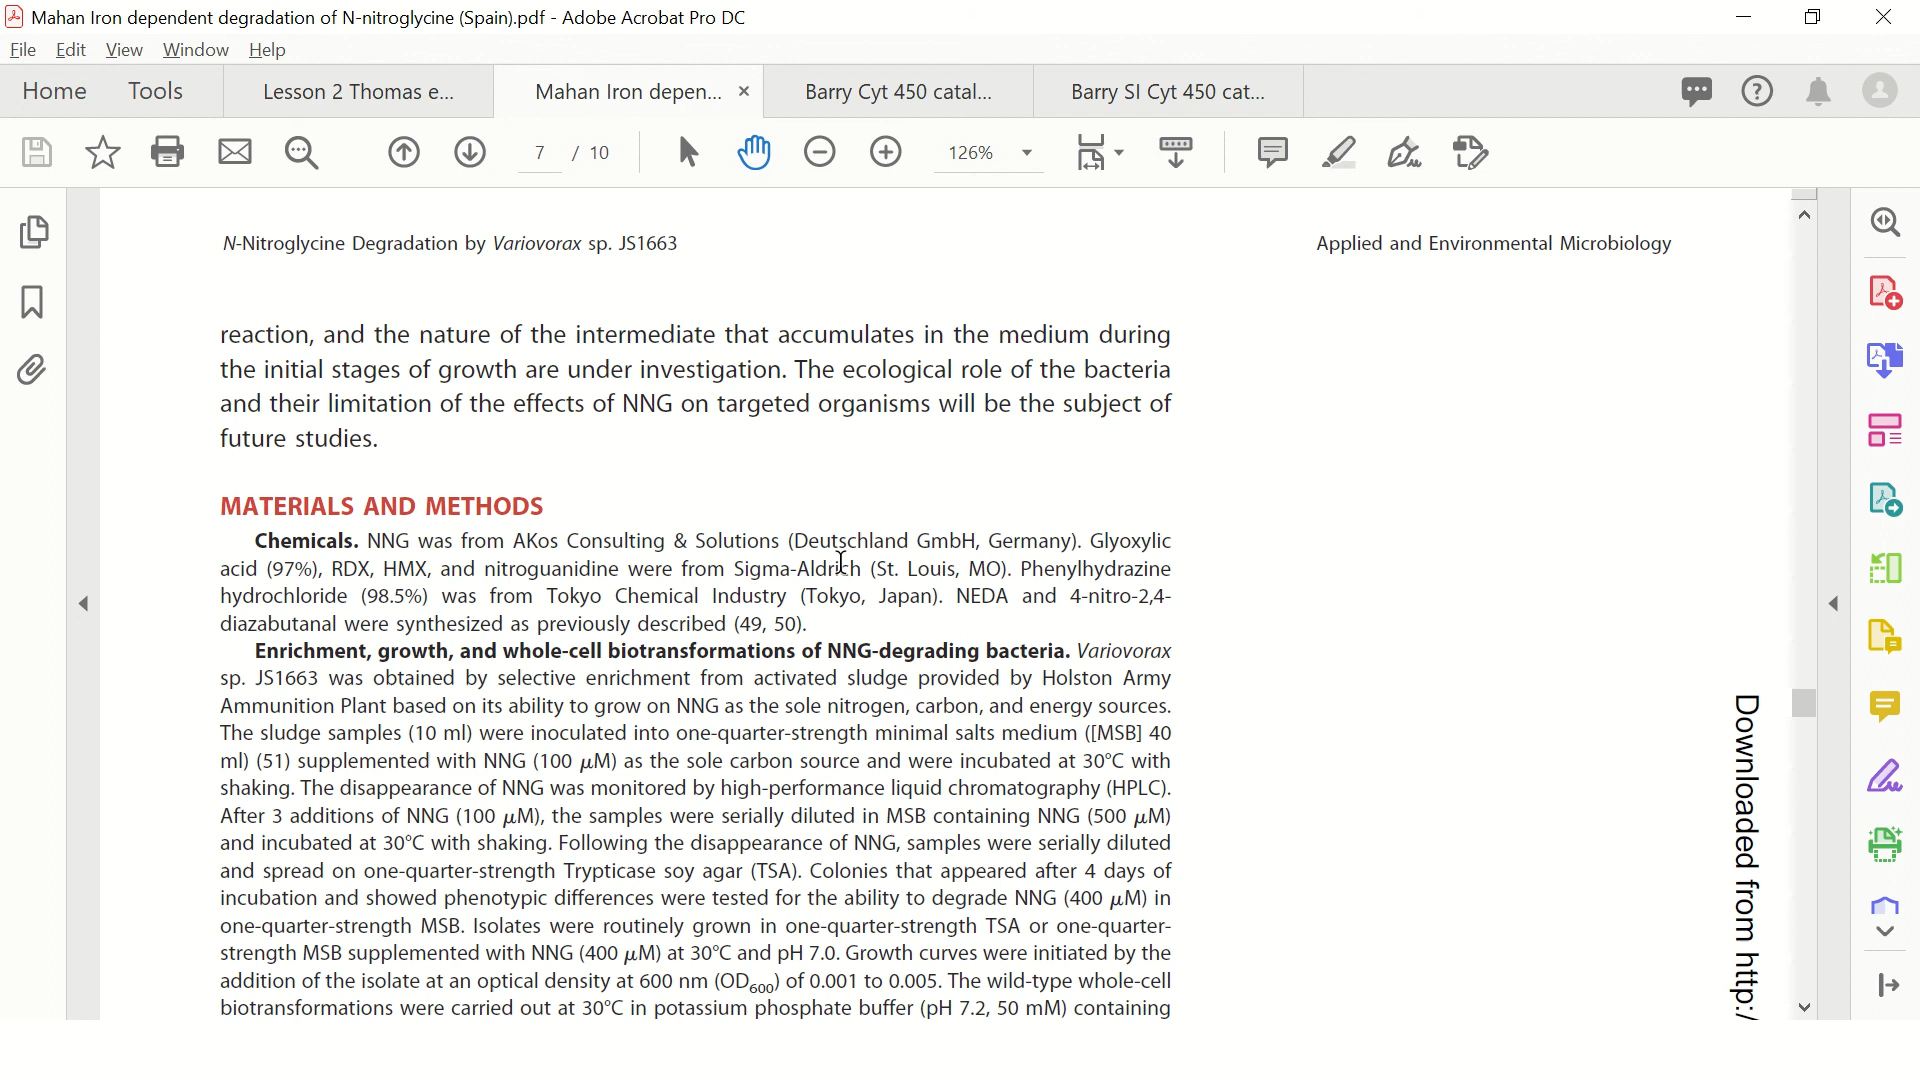 Mahan Iron dependent degradation of N-nitroglycine (Spain).pdf - Adobe Acrobat Pro DC
File Edit View Window Help
Home Tools Lesson 2 Thomas e... Mahan Iron depen... × Barry Cyt 450 catal... Barry SI Cyt 450 cat...
7 / 10 126%
N-Nitroglycine Degradation by Variovorax sp. JS1663 Applied and Environmental Microbiology
reaction, and the nature of the intermediate that accumulates in the medium during
the initial stages of growth are under investigation. The ecological role of the bacteria
and their limitation of the effects of NNG on targeted organisms will be the subject of
future studies.
MATERIALS AND METHODS
Chemicals. NNG was from AKos Consulting & Solutions (Deutschland GmbH, Germany). Glyoxylic
acid (97%), RDX, HMX, and nitroguanidine were from Sigma-Aldrich (St. Louis, MO). Phenylhydrazine
hydrochloride (98.5%) was from Tokyo Chemical Industry (Tokyo, Japan). NEDA and 4-nitro-2,4-
diazabutanal were synthesized as previously described (49, 50).
Enrichment, growth, and whole-cell biotransformations of NNG-degrading bacteria. Variovorax
sp. JS1663 was obtained by selective enrichment from activated sludge provided by Holston Army
Ammunition Plant based on its ability to grow on NNG as the sole nitrogen, carbon, and energy sources.
The sludge samples (10 ml) were inoculated into one-quarter-strength minimal salts medium ([MSB] 40
ml) (51) supplemented with NNG (100 μM) as the sole carbon source and were incubated at 30°C with
shaking. The disappearance of NNG was monitored by high-performance liquid chromatography (HPLC).
After 3 additions of NNG (100 μM), the samples were serially diluted in MSB containing NNG (500 μM)
and incubated at 30°C with shaking. Following the disappearance of NNG, samples were serially diluted
and spread on one-quarter-strength Trypticase soy agar (TSA). Colonies that appeared after 4 days of
incubation and showed phenotypic differences were tested for the ability to degrade NNG (400 μM) in
one-quarter-strength MSB. Isolates were routinely grown in one-quarter-strength TSA or one-quarter-
strength MSB supplemented with NNG (400 μM) at 30°C and pH 7.0. Growth curves were initiated by the
addition of the isolate at an optical density at 600 nm (OD600) of 0.001 to 0.005. The wild-type whole-cell
biotransformations were carried out at 30°C in potassium phosphate buffer (pH 7.2, 50 mM) containing
Downloaded from http:/